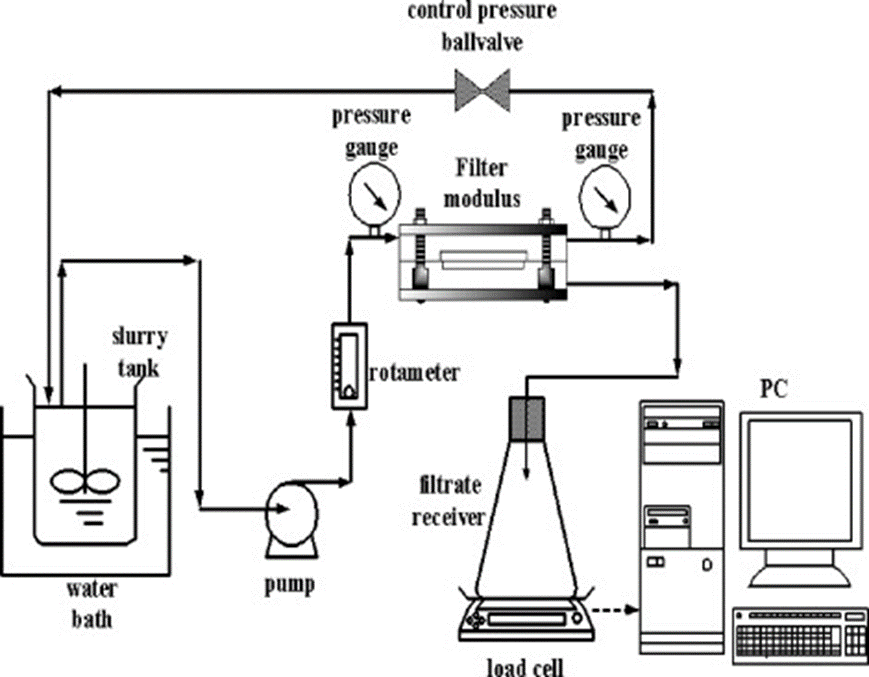 control pressure
ballvalve
pressure
gauge
pressure
gauge
Filter
modulus
slurry
tank
rotameter
PC
filtrate
receiver
pump
water
bath
load cell